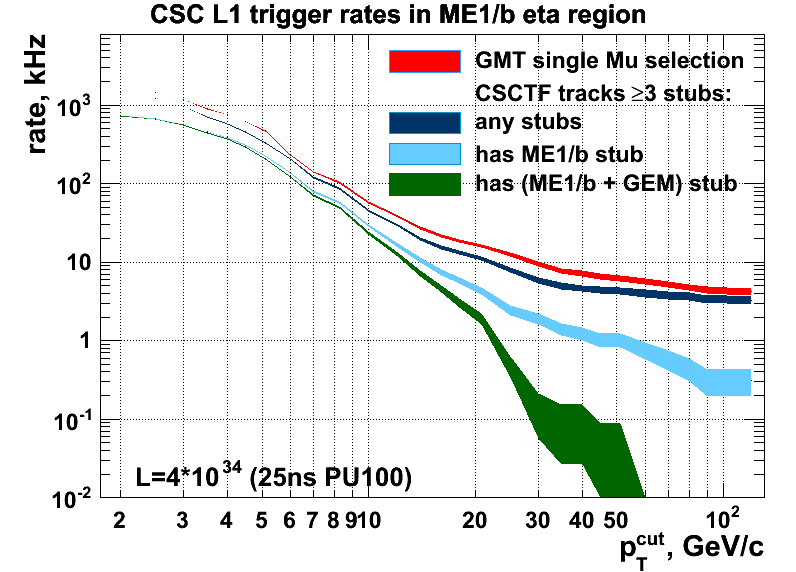 CSC L1 trigger rates in ME1/b eta region
rate, kHz
GMT single Mu selection
CSCTF tracks ≥3 stubs:
any stubs
has ME1/b stub
has (ME1/b + GEM) stub
10³
10²
10
1
10⁻¹
10⁻²
L=4*10³⁴ (25ns PU100)
2 3 4 5 6 7 8 910 20 30 40 50 10²
p_T^cut, GeV/c